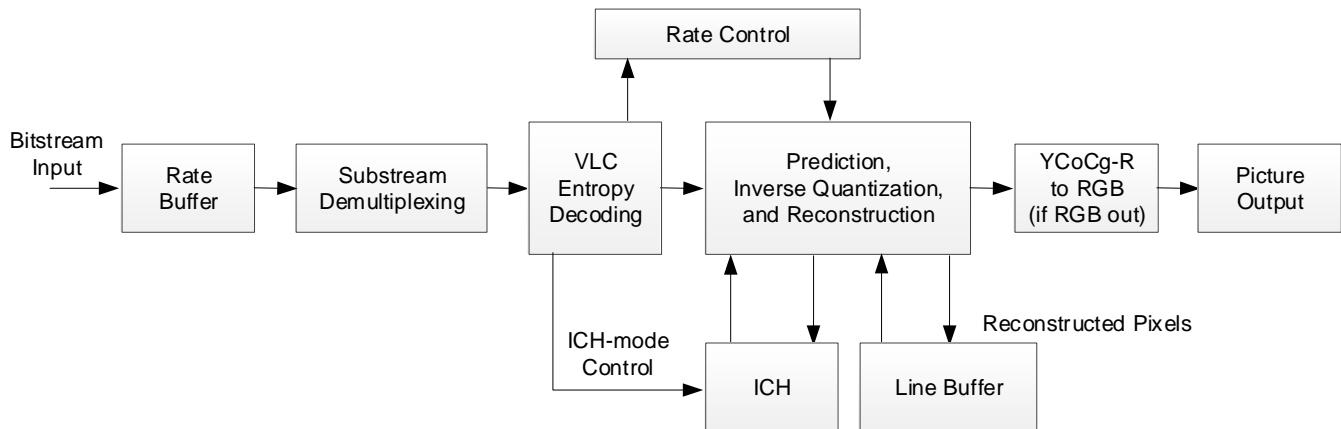 Rate Control
Bitstream
Input
Rate
Buffer
Substream
Demultiplexing
VLC
Entropy
Decoding
Prediction,
Inverse Quantization,
and Reconstruction
YCoCg-R
to RGB
(if RGB out)
Picture
Output
ICH-mode
Control
ICH
Line Buffer
Reconstructed Pixels